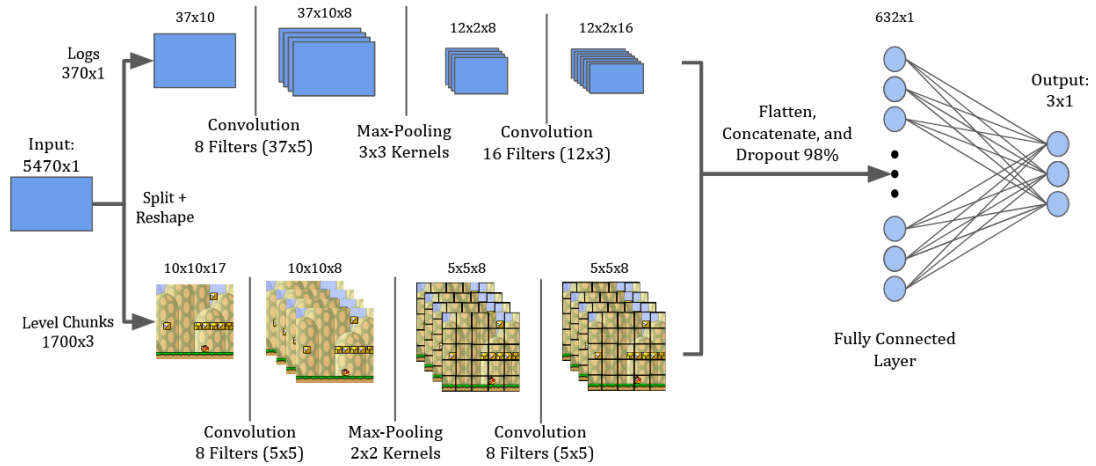 37x10
37x10x8
12x2x8
12x2x16
632x1
Logs
370x1
Output:
3x1
Convolution
8 Filters (37x5)
Max-Pooling
3x3 Kernels
Convolution
16 Filters (12x3)
Flatten,
Concatenate, and
Dropout 98%
Input:
5470x1
Split +
Reshape
10x10x17
10x10x8
5x5x8
5x5x8
Level Chunks
1700x3
Fully Connected
Layer
Convolution
8 Filters (5x5)
Max-Pooling
2x2 Kernels
Convolution
8 Filters (5x5)